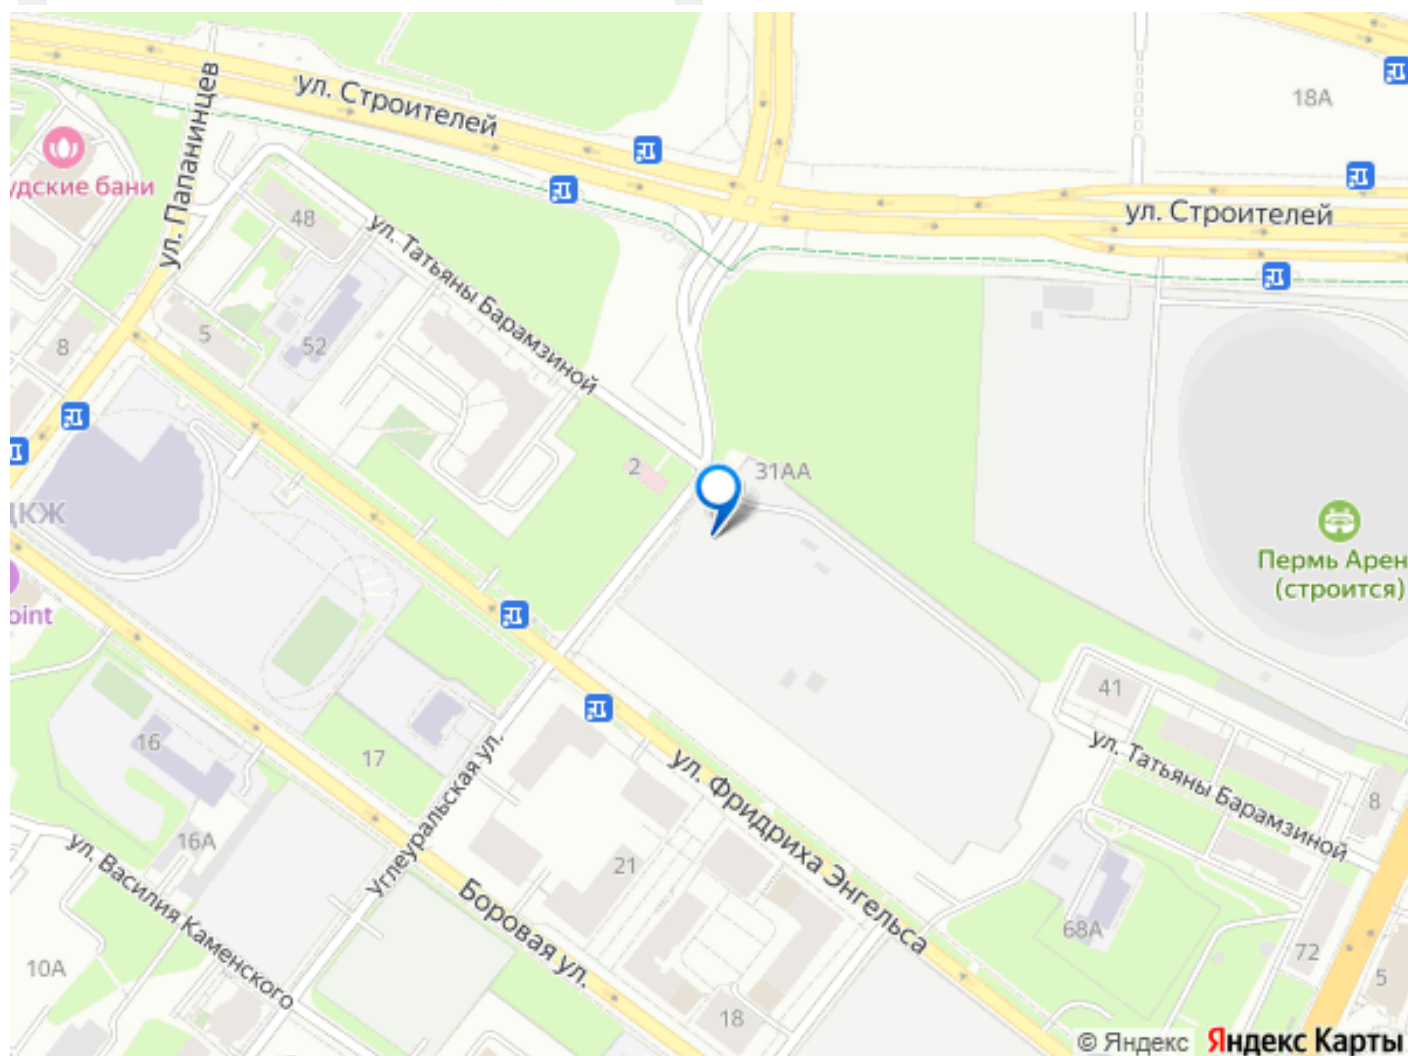 18А
ул. Строителей
ул. Папанинцев
удские бани
ул. Строителей
48
ул. Татьяны Барамзиной
5
52
8
2
31АА
ДКЖ
Пермь Арен
(строится)
oint
41
ул. Татьяны Барамзиной
16
17
Углеуральская ул.
ул. Фридриха Энгельса
8
16А
ул. Василия Каменского
21
Боровая ул.
68А
72
10А
5
18
© Яндекс Яндекс Карты